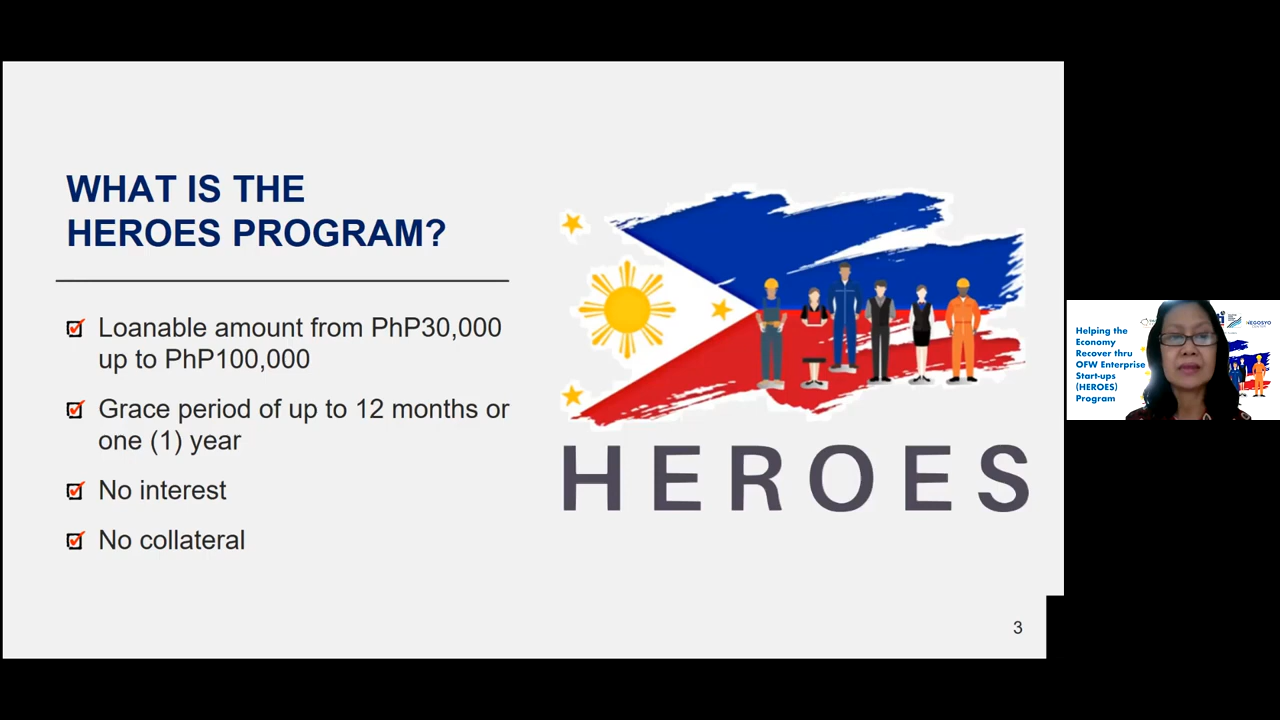 WHAT IS THE
HEROES PROGRAM?
Loanable amount from PhP30,000
up to PhP100,000
Grace period of up to 12 months or
one (1) year
No interest
No collateral
HEROES
3
Helping the
Economy
Recover thru
OFW Enterprise
Start-ups
(HEROES)
Program
NEGOSYO